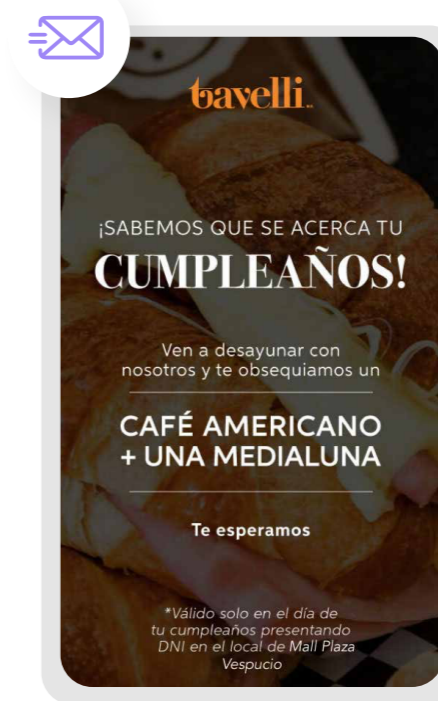 tavelli
¡SABEMOS QUE SE ACERCA TU
CUMPLEAÑOS!
Ven a desayunar con
nosotros y te obsequiamos un
CAFÉ AMERICANO
+ UNA MEDIALUNA
Te esperamos
*Válido solo en el día de
tu cumpleaños presentando
DNI en el local de Mall Plaza
Vespucio